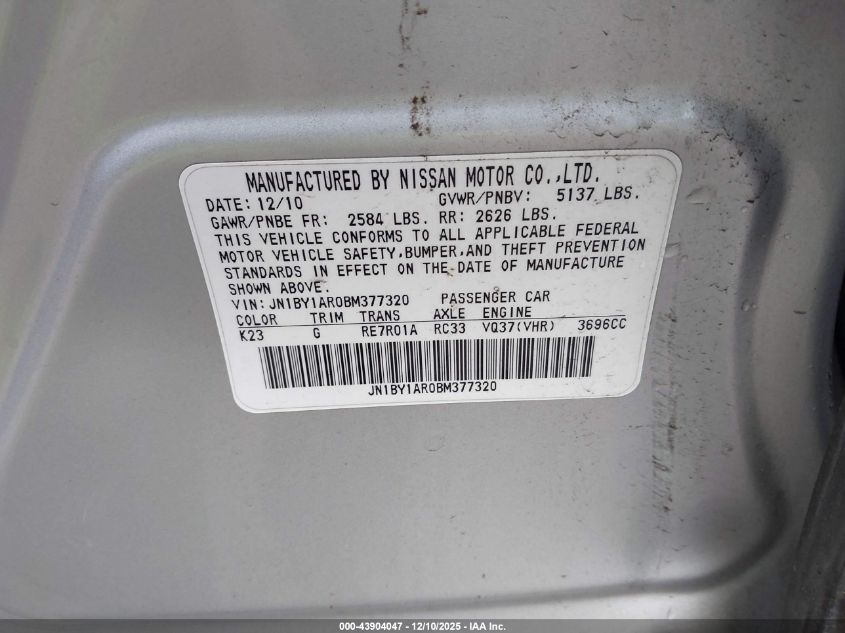 MANUFACTURED BY NISSAN MOTOR CO.,LTD.
DATE: 12/10 GVWR/PNBV: 5137 LBS.
GAWR/PNBE FR: 2584 LBS. RR: 2626 LBS.
THIS VEHICLE CONFORMS TO ALL APPLICABLE FEDERAL
MOTOR VEHICLE SAFETY,BUMPER,AND THEFT PREVENTION
STANDARDS IN EFFECT ON THE DATE OF MANUFACTURE
SHOWN ABOVE.
VIN: JN1BY1AR0BM377320 PASSENGER CAR
COLOR TRIM TRANS AXLE ENGINE
K23 G RE7R01A RC33 VQ37(VHR) 3696CC
JN1BY1AR0BM377320
000-43904047 - 12/10/2025 - IAA Inc.